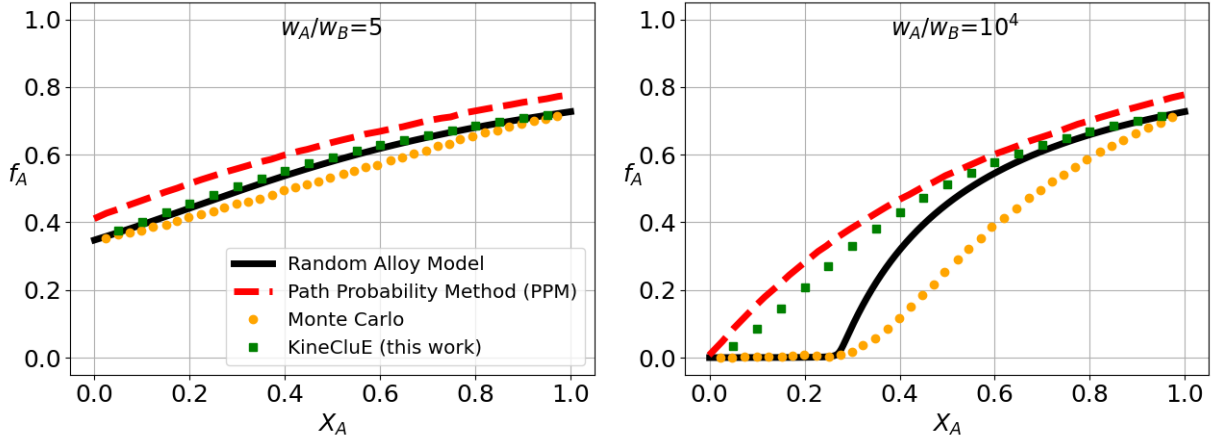 w_A/w_B=5
1.0
0.8
0.6
0.4
0.2
0.0
f_A
Random Alloy Model
Path Probability Method (PPM)
Monte Carlo
KineCluE (this work)
0.0 0.2 0.4 0.6 0.8 1.0
X_A
w_A/w_B=10^4
1.0
0.8
0.6
0.4
0.2
0.0
f_A
0.0 0.2 0.4 0.6 0.8 1.0
X_A